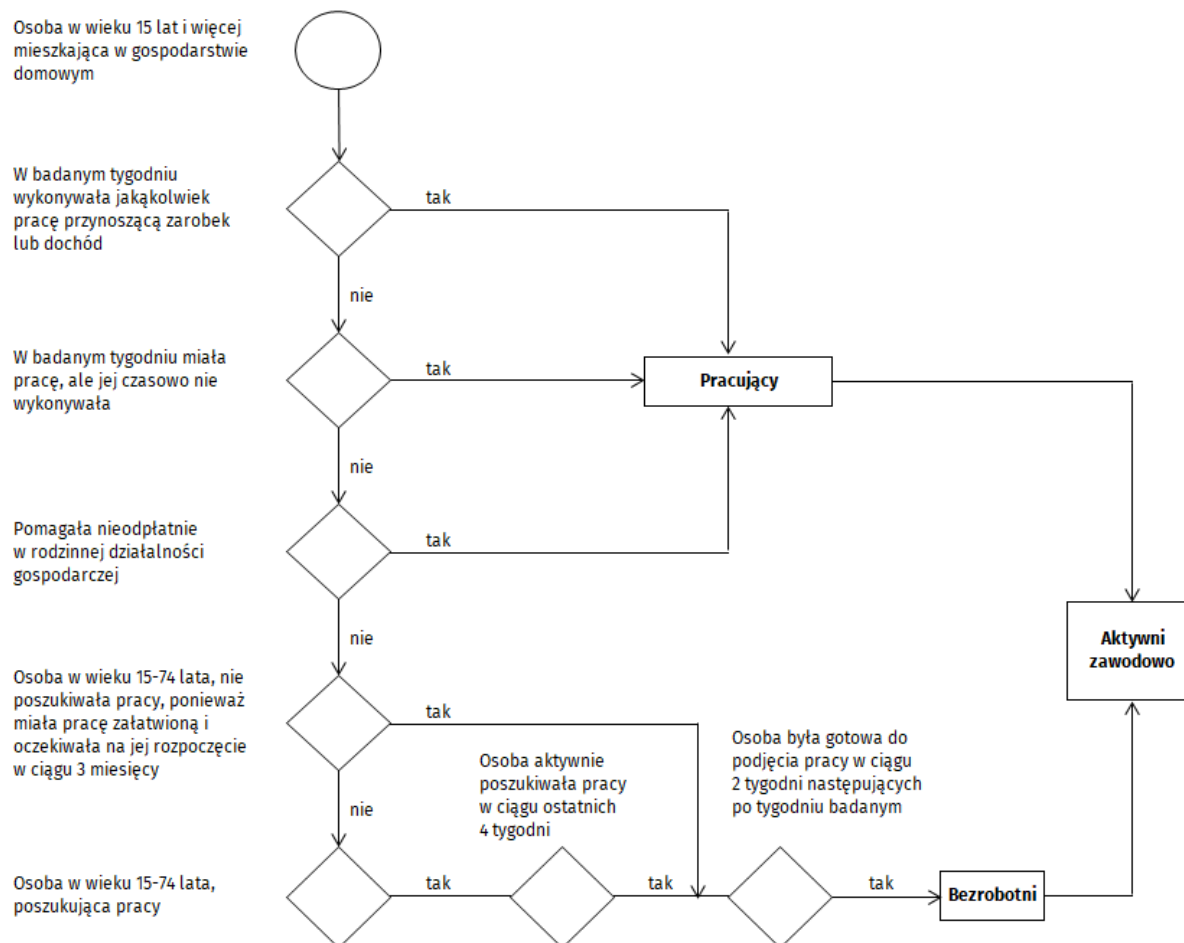 Osoba w wieku 15 lat i więcej
mieszkająca w gospodarstwie
domowym
W badanym tygodniu
wykonywała jakąkolwiek
pracę przynoszącą zarobek
lub dochód
tak
nie
W badanym tygodniu miała
pracę, ale jej czasowo nie
wykonywała
tak
Pracujący
nie
Pomagała nieodpłatnie
w rodzinnej działalności
gospodarczej
tak
nie
Aktywni
zawodowo
Osoba w wieku 15-74 lata, nie
poszukiwała pracy, ponieważ
miała pracę załatwioną i
oczekiwała na jej rozpoczęcie
w ciągu 3 miesięcy
tak
nie
Osoba aktywnie
poszukiwała pracy
w ciągu ostatnich
4 tygodni
Osoba była gotowa do
podjęcia pracy w ciągu
2 tygodni następujących
po tygodniu badanym
Osoba w wieku 15-74 lata,
poszukująca pracy
tak
tak
tak
Bezrobotni